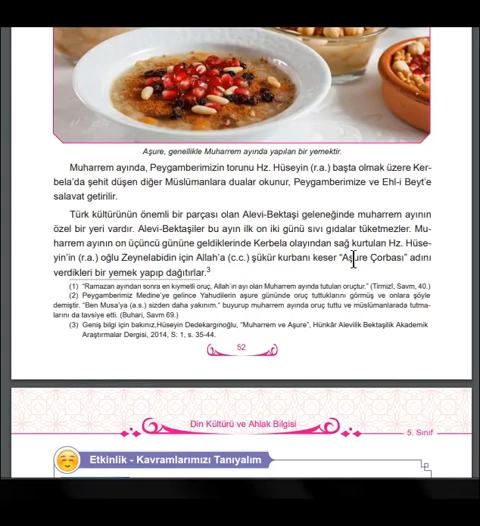 Aşure, genellikle Muharrem ayında yapılan bir yemektir.
Muharrem ayında, Peygamberimizin torunu Hz. Hüseyin (r.a.) başta olmak üzere Ker-
bela’da şehit düşen diğer Müslümanlara dualar okunur, Peygamberimize ve Ehl-i Beyt’e
salavat getirilir.
Türk kültürünün önemli bir parçası olan Alevi-Bektaşi geleneğinde muharrem ayının
özel bir yeri vardır. Alevi-Bektaşiler bu ayın ilk on iki günü sıvı gıdalar tüketmezler. Mu-
harrem ayının on üçüncü gününe geldiklerinde Kerbela olayından sağ kurtulan Hz. Hüse-
yin’in (r.a.) oğlu Zeynelabidin için Allah’a (c.c.) şükür kurbanı keser “Aşure Çorbası” adını
verdikleri bir yemek yapıp dağıtırlar.3
(1) “Ramazan ayından sonra en kıymetli oruç, Allah’ın ayı olan Muharrem ayında tutulan oruçtur.” (Tirmizî, Savm, 40.)
(2) Peygamberimiz Medine’ye gelince Yahudilerin aşure gününde oruç tuttuklarını görmüş ve onlara şöyle
demiştir. “Ben Musa’ya (a.s.) sizden daha yakınım.” buyurup muharrem ayında oruç tuttu ve müslümanlarada tutma-
larını da tavsiye etti. (Buhari, Savm 69.)
(3) Geniş bilgi için bakınız,Hüseyin Dedekargınoğlu, “Muharrem ve Aşure”, Hünkâr Alevilik Bektaşilik Akademik
Araştırmalar Dergisi, 2014, S: 1, s. 35-44.
52
Din Kültürü ve Ahlak Bilgisi
5. Sınıf
Etkinlik - Kavramlarımızı Tanıyalım